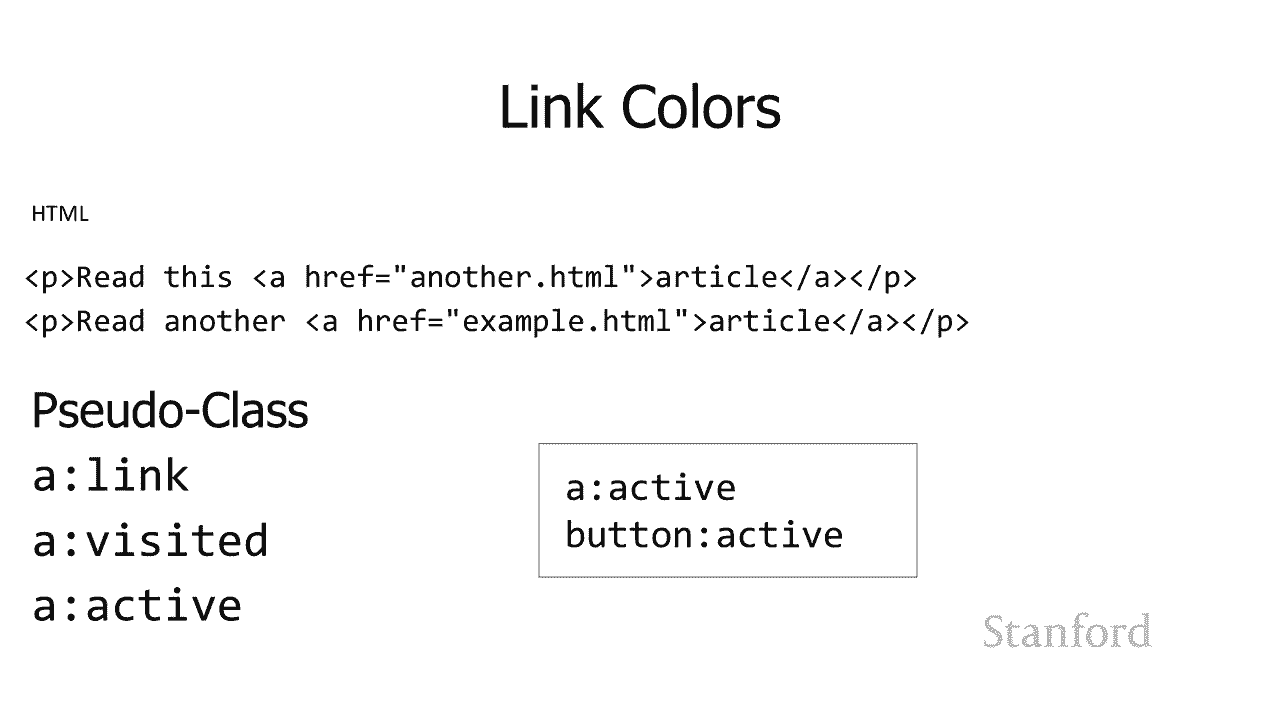 Link Colors
HTML
<p>Read this <a href="another.html">article</a></p>
<p>Read another <a href="example.html">article</a></p>
Pseudo-Class
a:link
a:visited
a:active
a:active
button:active
Stanford